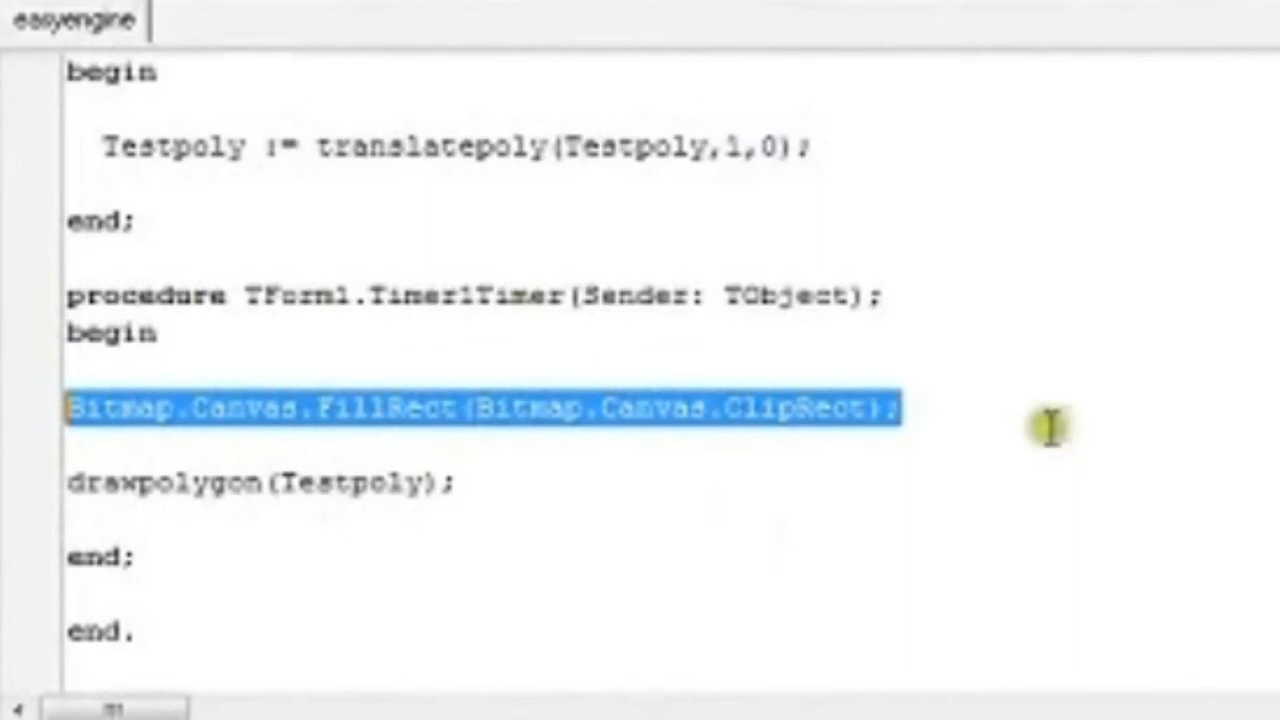 easyengine
begin
Testpoly := translatepoly(Testpoly,1,0);
end;
procedure TForm1.Timer1Timer(Sender: TObject);
begin
Bitmap.Canvas.FillRect(Bitmap.Canvas.ClipRect);
drawpolygon(Testpoly);
end;
end.